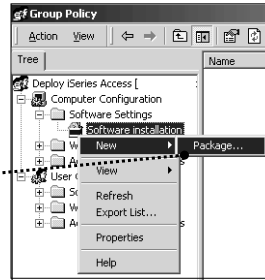 Group Policy
Action View
Tree
Name
Deploy iSeries Access [
Computer Configuration
Software Settings
Software installation
New
Package...
W
A
s
View
User C
So
W
Refresh
A
s
Export List...
Properties
Help